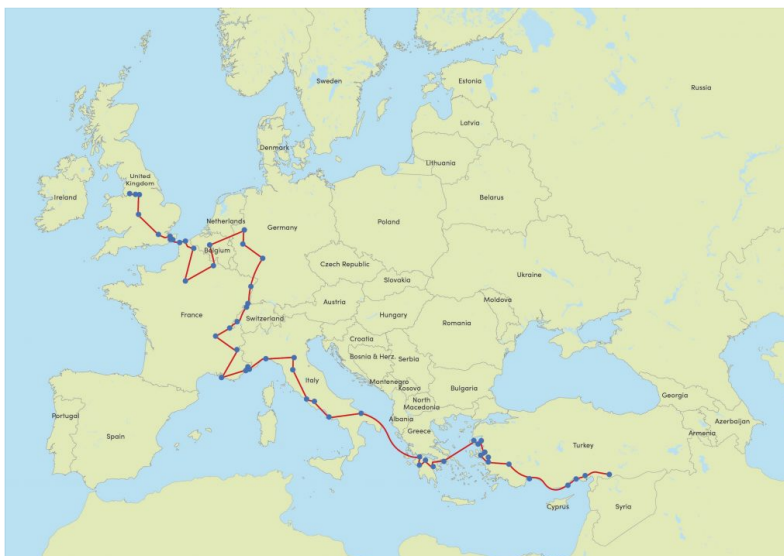 Sweden
Russia
Estonia
Latvia
Denmark
Lithuania
United
Kingdom
Ireland
Belarus
Netherlands
Germany
Poland
Belgium
Czech Republic
Ukraine
Slovakia
Austria
Moldova
France
Switzerland
Hungary
Romania
Croatia
Bosnia & Herz.
Serbia
Italy
Montenegro
Kosovo
Bulgaria
Georgia
North
Macedonia
Portugal
Spain
Albania
Greece
Azerbaijan
Armenia
Turkey
Cyprus
Syria